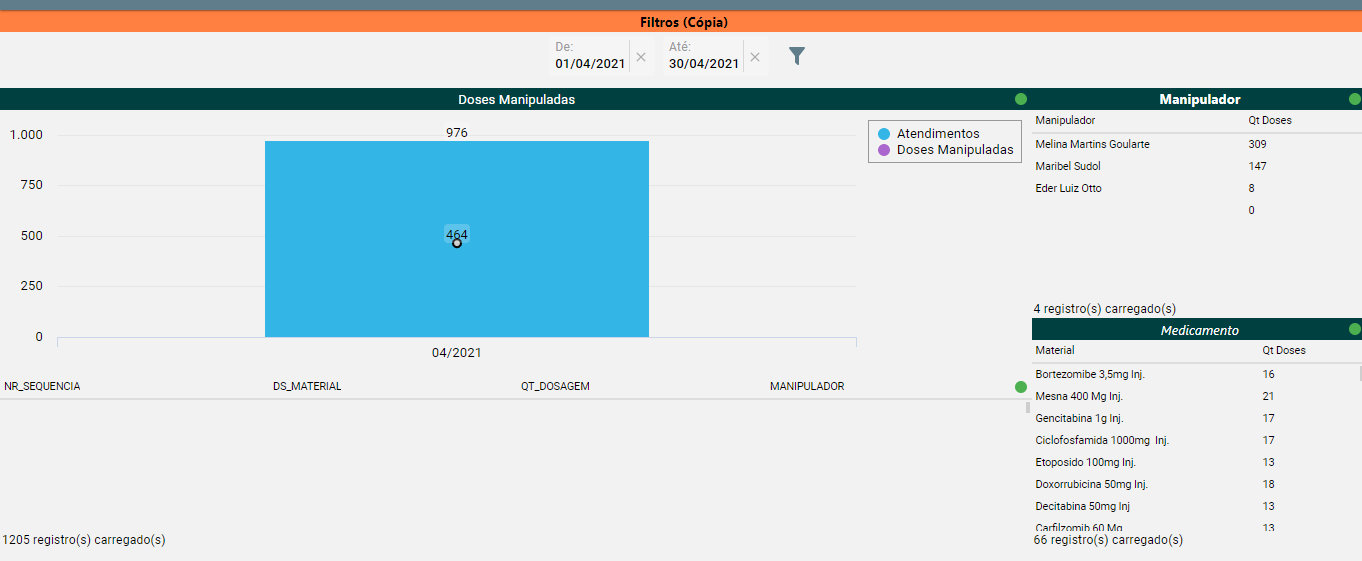 Filtros (Cópia)
De: Até:
01/04/2021 30/04/2021
Doses Manipuladas
1.000
750
500
250
0
976
464
04/2021
Atendimentos
Doses Manipuladas
Manipulador
Manipulador Qt Doses
Melina Martins Goularte 309
Maribel Sudol 147
Eder Luiz Otto 8
0
4 registro(s) carregado(s)
Medicamento
Material Qt Doses
Bortezomibe 3,5mg Inj. 16
Mesna 400 Mg Inj. 21
Gencitabina 1g Inj. 17
Ciclofosfamida 1000mg Inj. 17
Etoposido 100mg Inj. 13
Doxorrubicina 50mg Inj. 18
Decitabina 50mg Inj 13
Carfilzomib 60 Mg 13
66 registro(s) carregado(s)
NR_SEQUENCIA DS_MATERIAL QT_DOSAGEM MANIPULADOR
1205 registro(s) carregado(s)